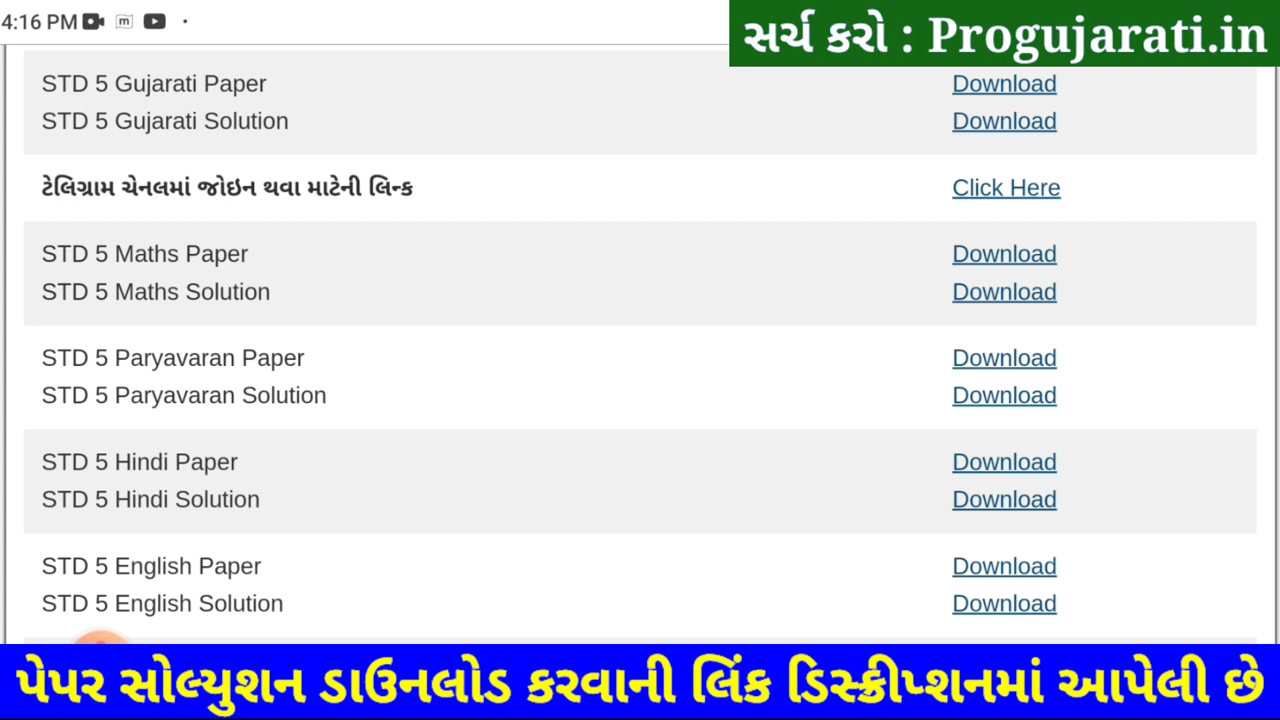 4:16 PM
સર્ચ કરો : Progujarati.in
STD 5 Gujarati Paper Download
STD 5 Gujarati Solution Download
ટેલિગ્રામ ચેનલમાં જોઇન થવા માટેની લિન્ક Click Here
STD 5 Maths Paper Download
STD 5 Maths Solution Download
STD 5 Paryavaran Paper Download
STD 5 Paryavaran Solution Download
STD 5 Hindi Paper Download
STD 5 Hindi Solution Download
STD 5 English Paper Download
STD 5 English Solution Download
પેપર સોલ્યુશન ડાઉનલોડ કરવાની લિંક ડિસ્ક્રીપ્શનમાં આપેલી છે